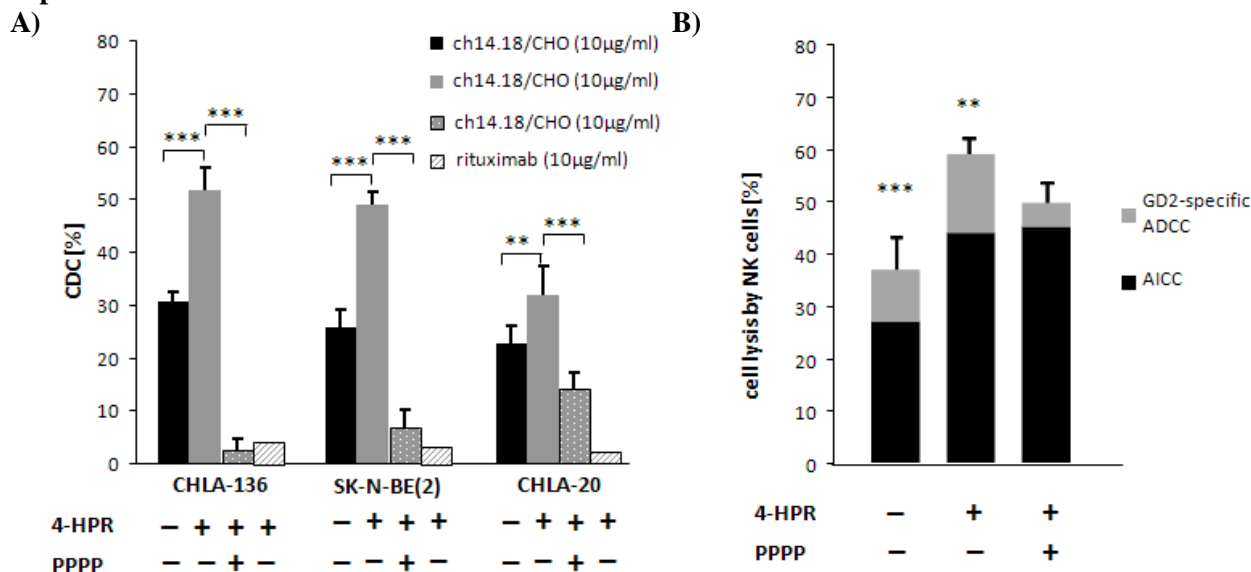 A)
80
70
60
50
40
30
20
10
0
CDC [%]
ch14.18/CHO (10µg/ml)
ch14.18/CHO (10µg/ml)
ch14.18/CHO (10µg/ml)
rituximab (10µg/ml)
*** ***
*** ***
** ***
CHLA-136 SK-N-BE(2) CHLA-20
4-HPR − + + + − + + + − + + +
PPPP − − + − − − + − − − + −
B)
80
70
60
50
40
30
20
10
0
cell lysis by NK cells [%]
***
**
GD2-specific
ADCC
AICC
4-HPR − + +
PPPP − − +